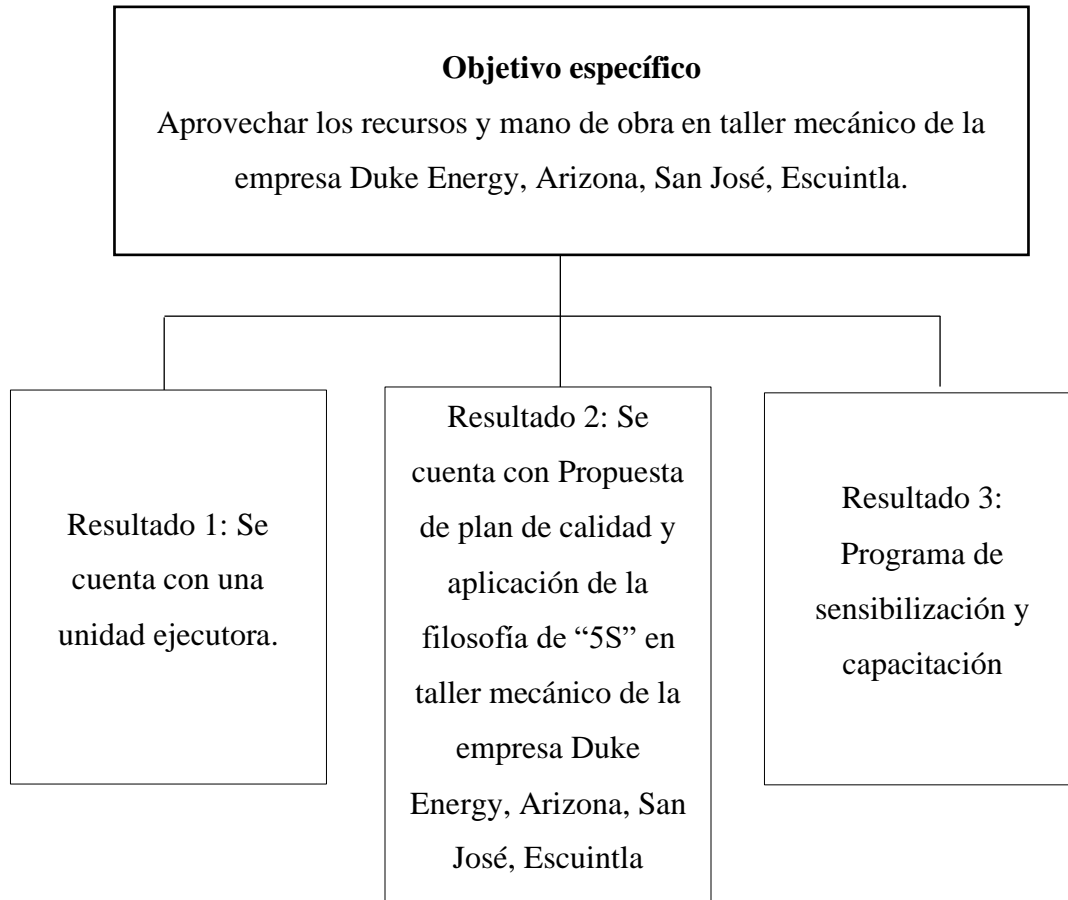 Objetivo específico
Aprovechar los recursos y mano de obra en taller mecánico de la
empresa Duke Energy, Arizona, San José, Escuintla.
Resultado 1: Se
cuenta con una
unidad ejecutora.
Resultado 2: Se
cuenta con Propuesta
de plan de calidad y
aplicación de la
filosofía de “5S” en
taller mecánico de la
empresa Duke
Energy, Arizona, San
José, Escuintla
Resultado 3:
Programa de
sensibilización y
capacitación